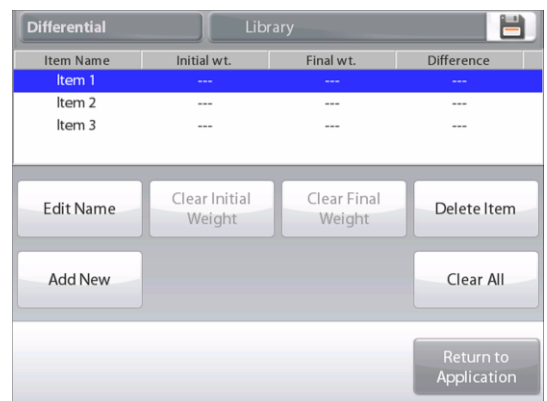 Differential Library
Item Name Initial wt. Final wt. Difference
Item 1 --- --- ---
Item 2 --- --- ---
Item 3 --- --- ---
Edit Name Clear Initial Weight Clear Final Weight Delete Item
Add New Clear All
Return to
Application